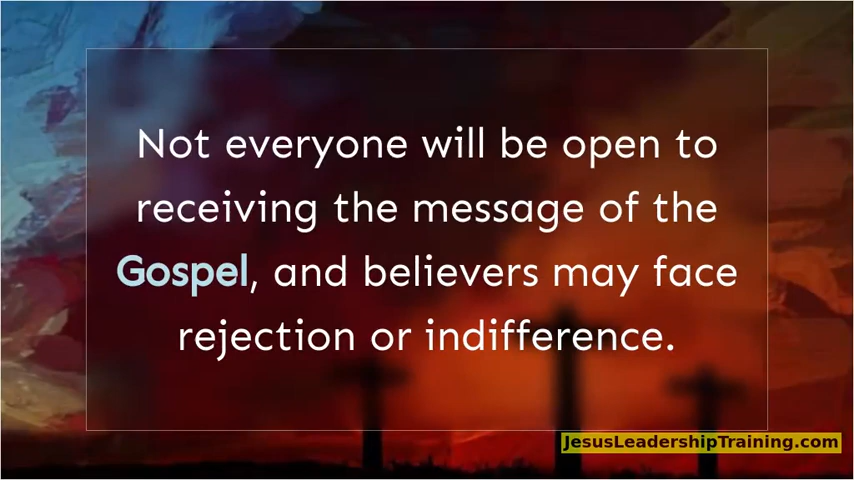 Not everyone will be open to
receiving the message of the
Gospel, and believers may face
rejection or indifference.
JesusLeadershipTraining.com